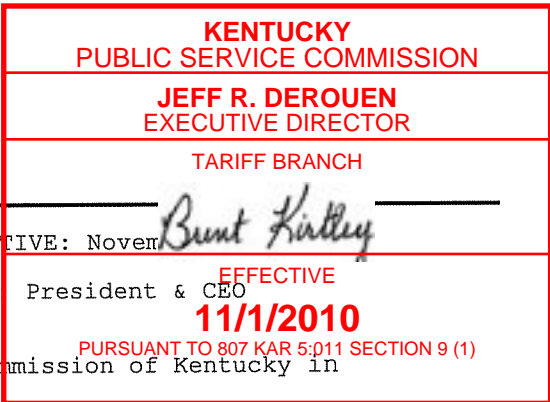 KENTUCKY
PUBLIC SERVICE COMMISSION
JEFF R. DEROUEN
EXECUTIVE DIRECTOR
TARIFF BRANCH
Brent Kirtley
TIVE: Novem
EFFECTIVE
President & CEO
11/1/2010
PURSUANT TO 807 KAR 5:011 SECTION 9 (1)
mmission of Kentucky in